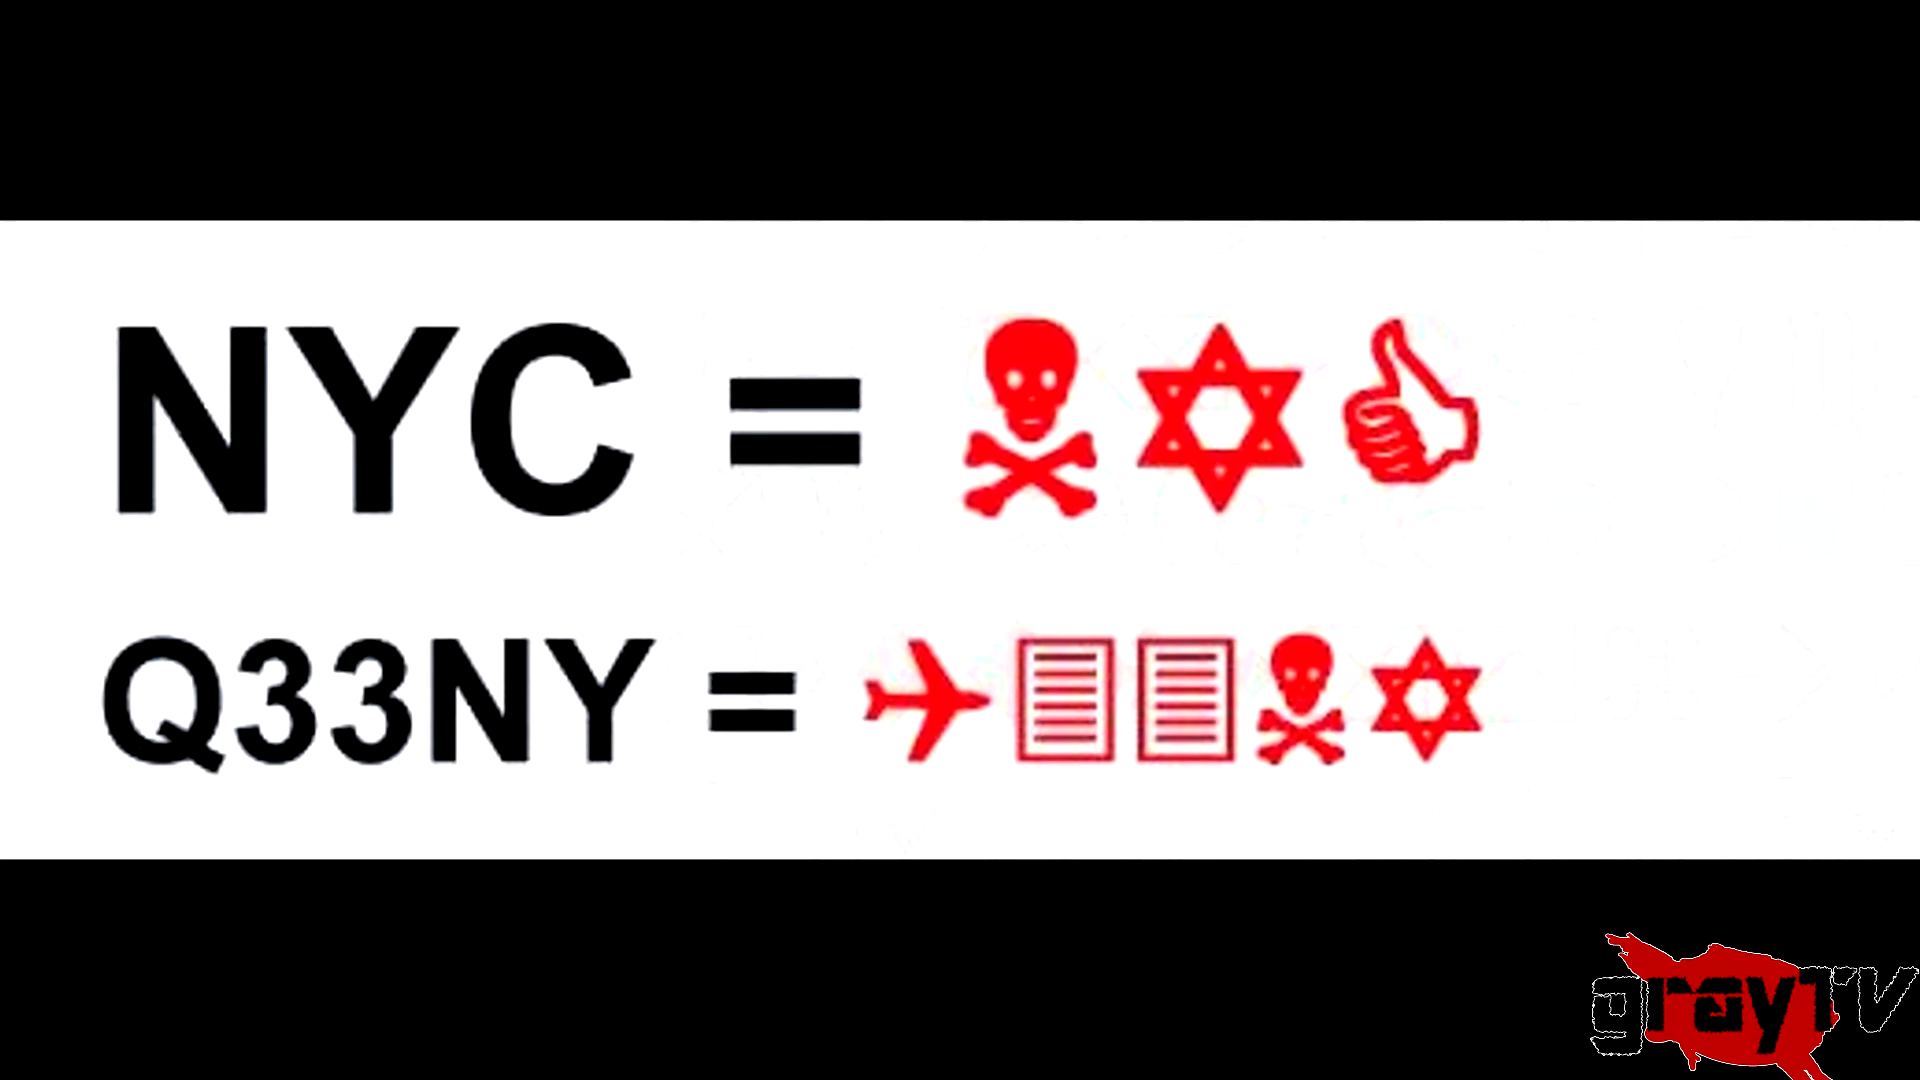 NYC = ☠✡👍
Q33NY = ✈🗎🗎☠✡
grayTV